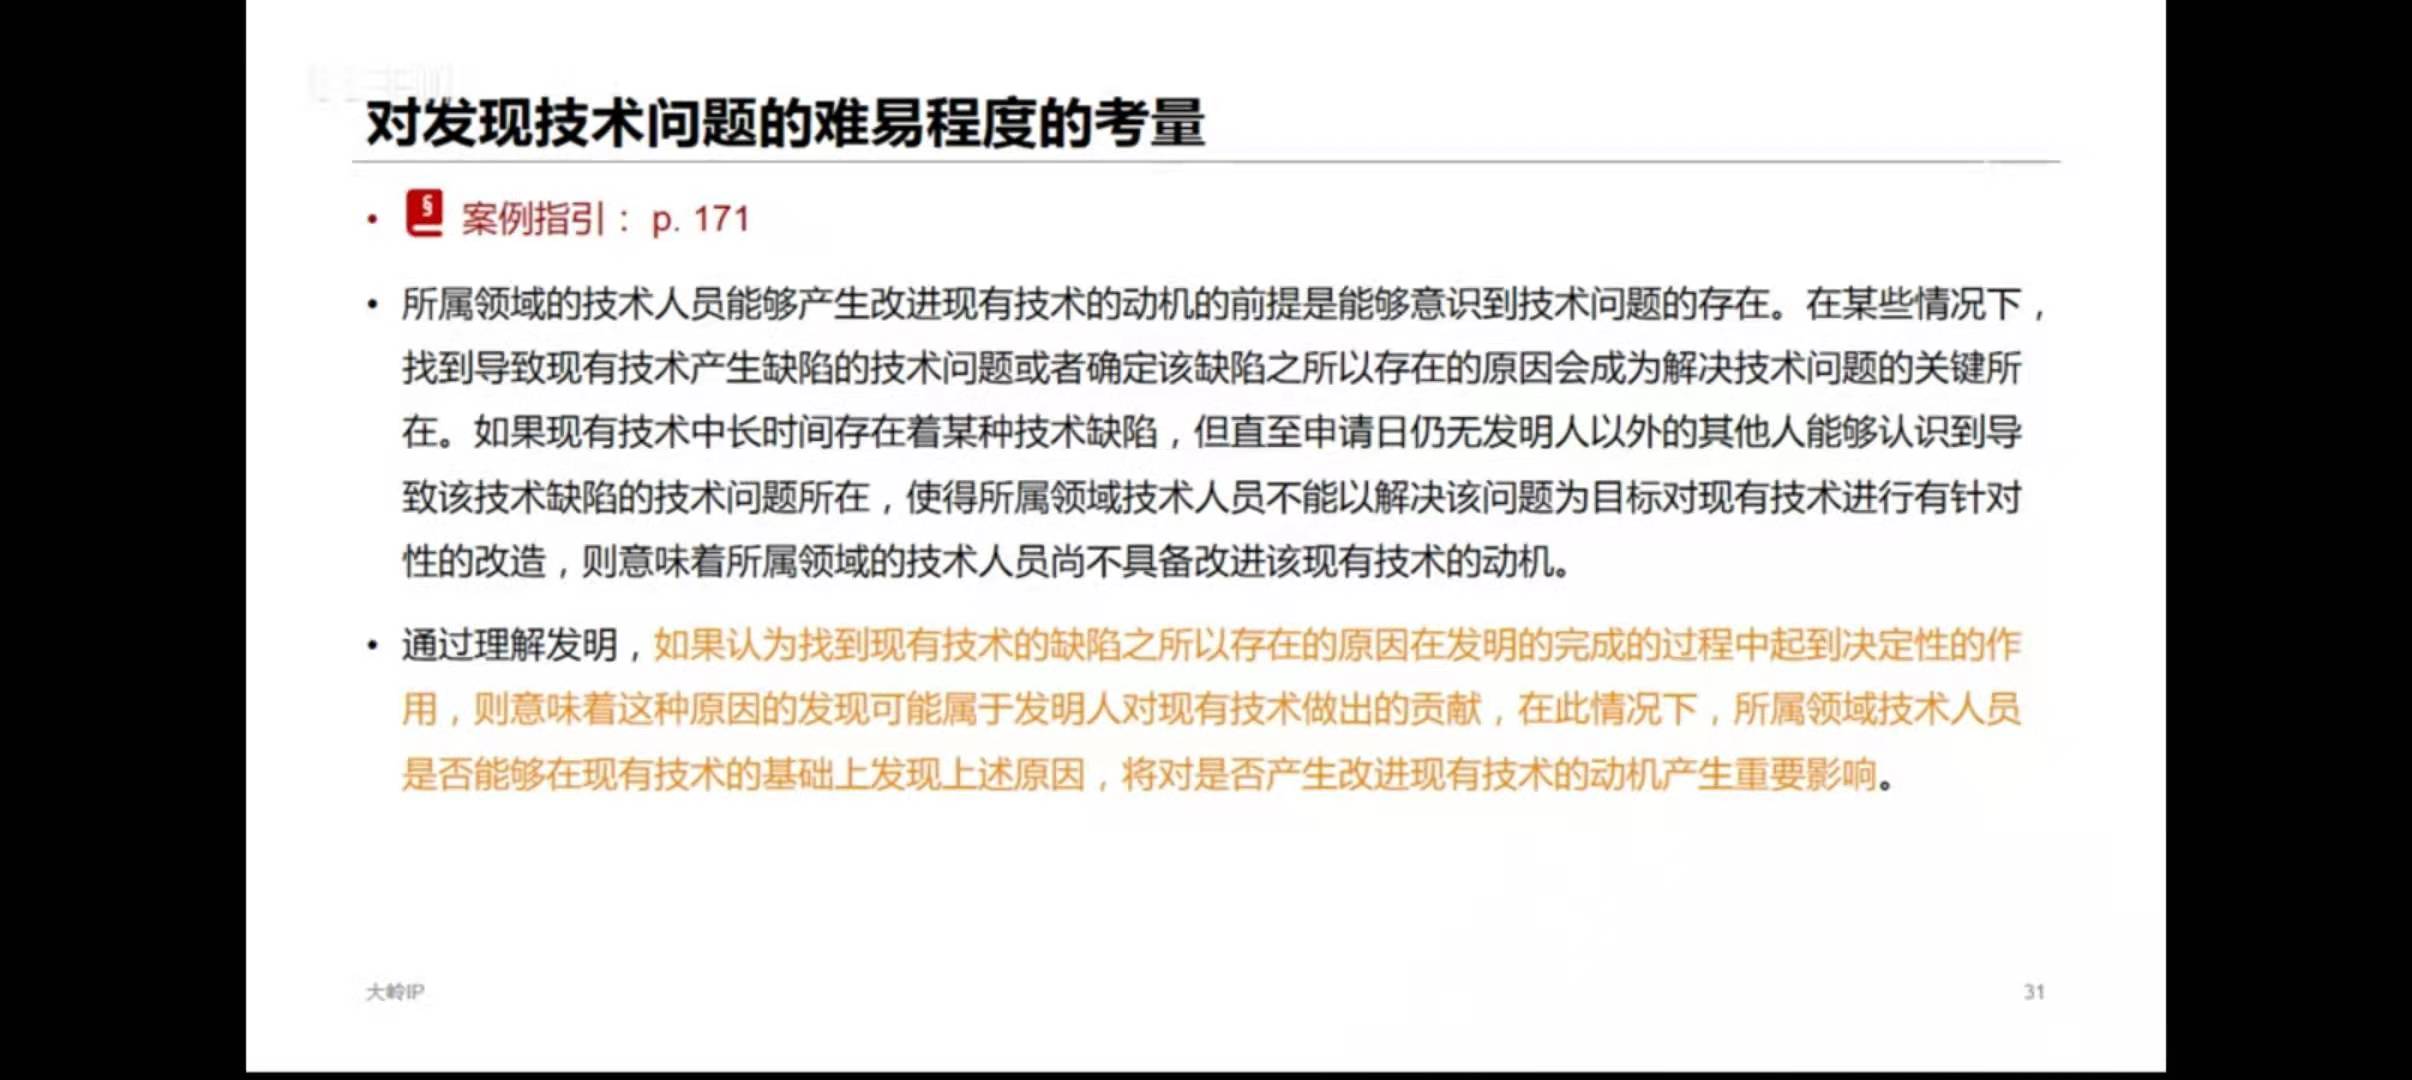 对发现技术问题的难易程度的考量
• § 案例指引： p. 171
• 所属领域的技术人员能够产生改进现有技术的动机的前提是能够意识到技术问题的存在。在某些情况下，
找到导致现有技术产生缺陷的技术问题或者确定该缺陷之所以存在的原因会成为解决技术问题的关键所
在。如果现有技术中长时间存在着某种技术缺陷，但直至申请日仍无发明人以外的其他人能够认识到导
致该技术缺陷的技术问题所在，使得所属领域技术人员不能以解决该问题为目标对现有技术进行有针对
性的改造，则意味着所属领域的技术人员尚不具备改进该现有技术的动机。
• 通过理解发明，如果认为找到现有技术的缺陷之所以存在的原因在发明的完成的过程中起到决定性的作
用，则意味着这种原因的发现可能属于发明人对现有技术做出的贡献，在此情况下，所属领域技术人员
是否能够在现有技术的基础上发现上述原因，将对是否产生改进现有技术的动机产生重要影响。
大岭IP
31